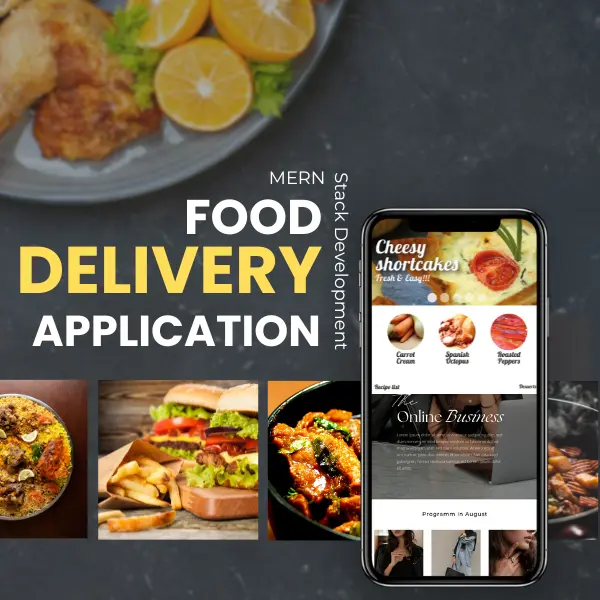 MERN
Stack Development
FOOD
DELIVERY
APPLICATION
Cheesy
shortcakes
Fresh & Easy!!!
Carrot
Cream
Spanish
Octopus
Roasted
Peppers
Recipe list
Desserts
The
Online Business
Programm in August